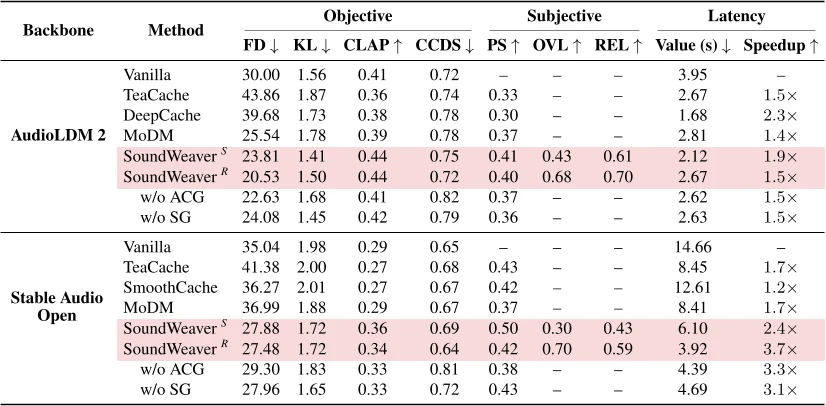 Backbone Method Objective Subjective Latency
FD ↓ KL ↓ CLAP ↑ CCDS ↓ PS ↑ OVL ↑ REL ↑ Value (s) ↓ Speedup ↑
AudioLDM 2
Vanilla 30.00 1.56 0.41 0.72 – – – 3.95 –
TeaCache 43.86 1.87 0.36 0.74 0.33 – – 2.67 1.5×
DeepCache 39.68 1.73 0.38 0.78 0.30 – – 1.68 2.3×
MoDM 25.54 1.78 0.39 0.78 0.37 – – 2.81 1.4×
SoundWeaver S 23.81 1.41 0.44 0.75 0.41 0.43 0.61 2.12 1.9×
SoundWeaver R 20.53 1.50 0.44 0.72 0.40 0.68 0.70 2.67 1.5×
w/o ACG 22.63 1.68 0.41 0.82 0.37 – – 2.62 1.5×
w/o SG 24.08 1.45 0.42 0.79 0.36 – – 2.63 1.5×
Stable Audio
Open
Vanilla 35.04 1.98 0.29 0.65 – – – 14.66 –
TeaCache 41.38 2.00 0.27 0.68 0.43 – – 8.45 1.7×
SmoothCache 36.27 2.01 0.27 0.67 0.42 – – 12.61 1.2×
MoDM 36.99 1.88 0.29 0.67 0.37 – – 8.41 1.7×
SoundWeaver S 27.88 1.72 0.36 0.69 0.50 0.30 0.43 6.10 2.4×
SoundWeaver R 27.48 1.72 0.34 0.64 0.42 0.70 0.59 3.92 3.7×
w/o ACG 29.30 1.83 0.33 0.81 0.38 – – 4.39 3.3×
w/o SG 27.96 1.65 0.33 0.72 0.43 – – 4.69 3.1×